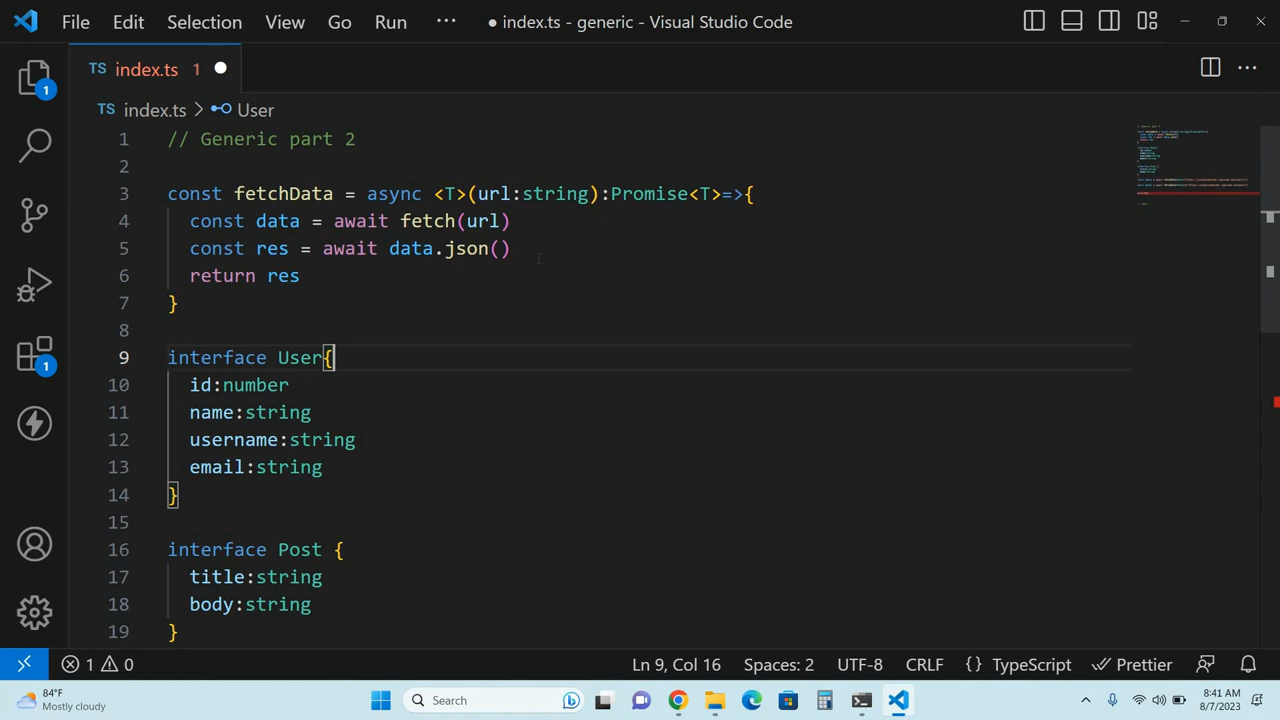 File Edit Selection View Go Run ··· ● index.ts - generic - Visual Studio Code
TS index.ts 1
TS index.ts > User
1 // Generic part 2
2
3 const fetchData = async <T>(url:string):Promise<T>=>{
4 const data = await fetch(url)
5 const res = await data.json()
6 return res
7 }
8
9 interface User{
10 id:number
11 name:string
12 username:string
13 email:string
14 }
15
16 interface Post {
17 title:string
18 body:string
19 }
1
1
1 0 Ln 9, Col 16 Spaces: 2 UTF-8 CRLF {} TypeScript Prettier
84°F
Mostly cloudy
Search
8:41 AM
8/7/2023